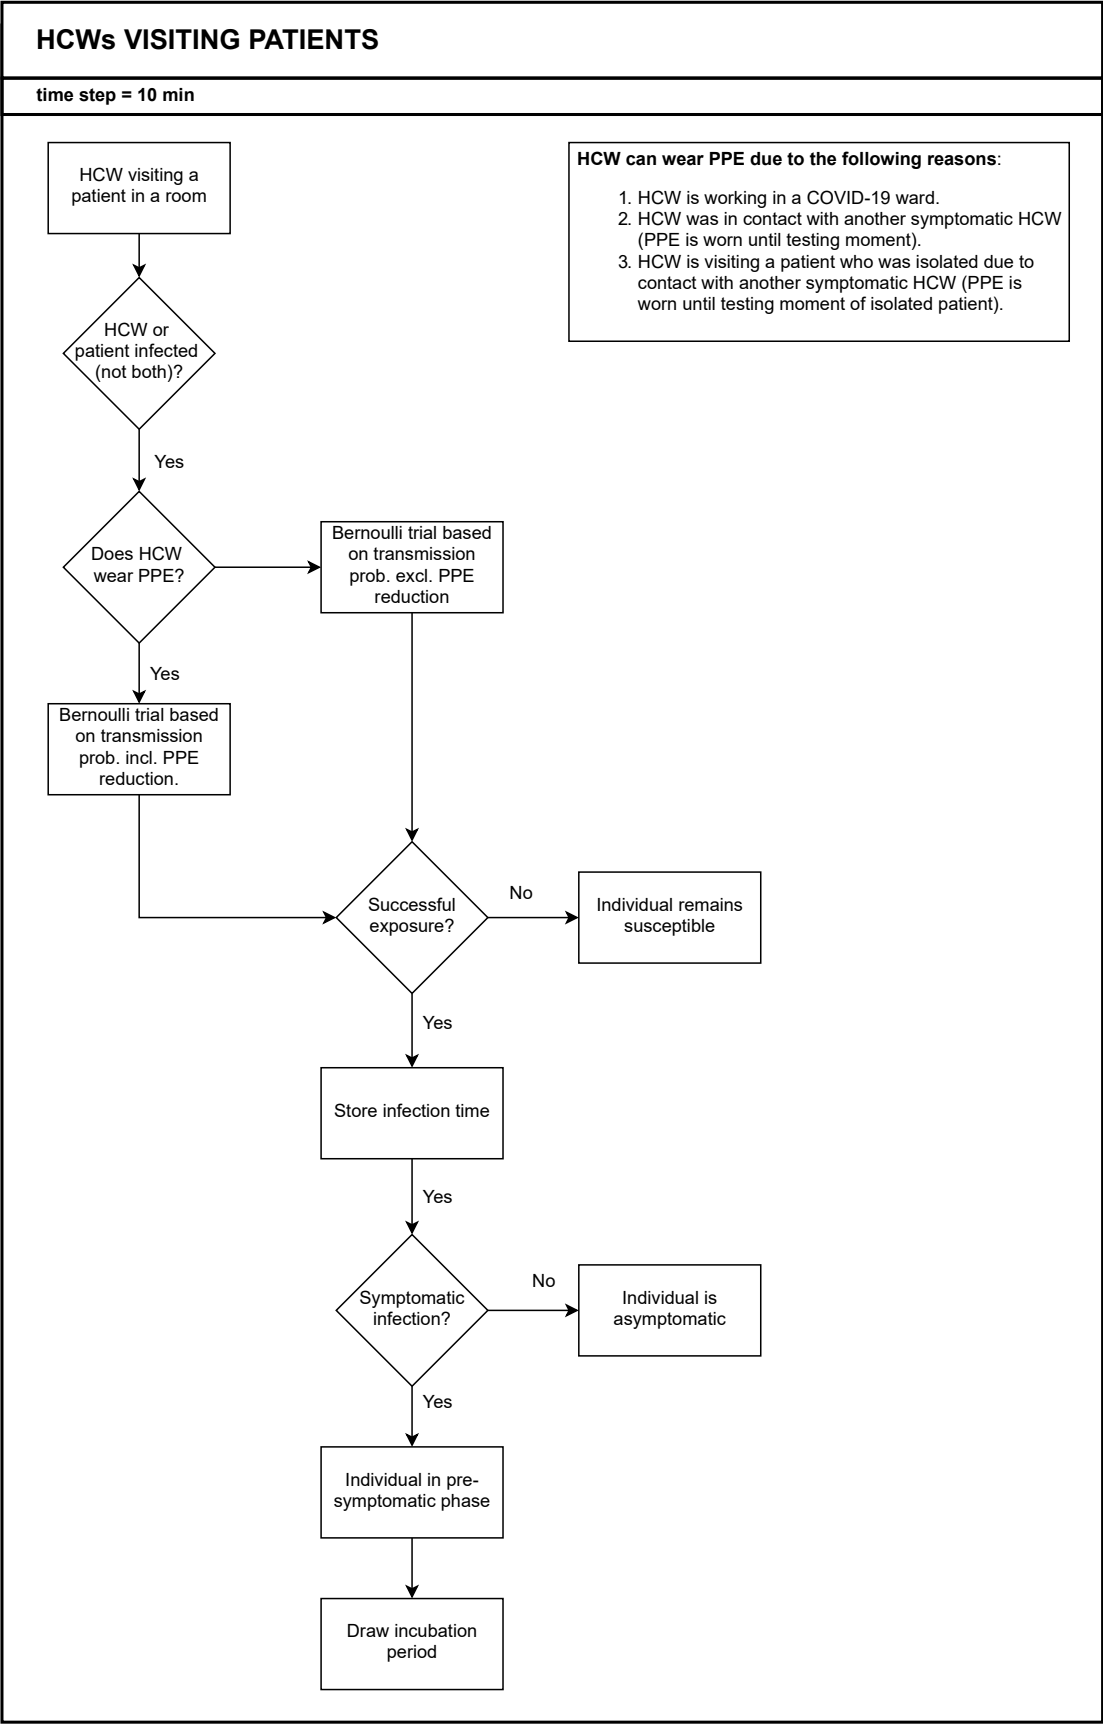 HCWs VISITING PATIENTS
time step = 10 min
HCW visiting a
patient in a room
HCW can wear PPE due to the following reasons:
1. HCW is working in a COVID-19 ward.
2. HCW was in contact with another symptomatic HCW
(PPE is worn until testing moment).
3. HCW is visiting a patient who was isolated due to
contact with another symptomatic HCW (PPE is
worn until testing moment of isolated patient).
HCW or
patient infected
(not both)?
Yes
Does HCW
wear PPE?
Bernoulli trial based
on transmission
prob. excl. PPE
reduction
Yes
Bernoulli trial based
on transmission
prob. incl. PPE
reduction.
Successful
exposure?
No
Individual remains
susceptible
Yes
Store infection time
Yes
Symptomatic
infection?
No
Individual is
asymptomatic
Yes
Individual in pre-
symptomatic phase
Draw incubation
period